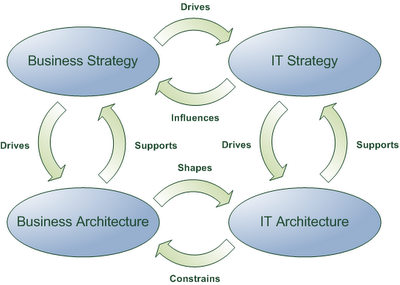 Drives
Business Strategy
IT Strategy
Influences
Drives
Supports
Drives
Supports
Shapes
Business Architecture
IT Architecture
Constrains